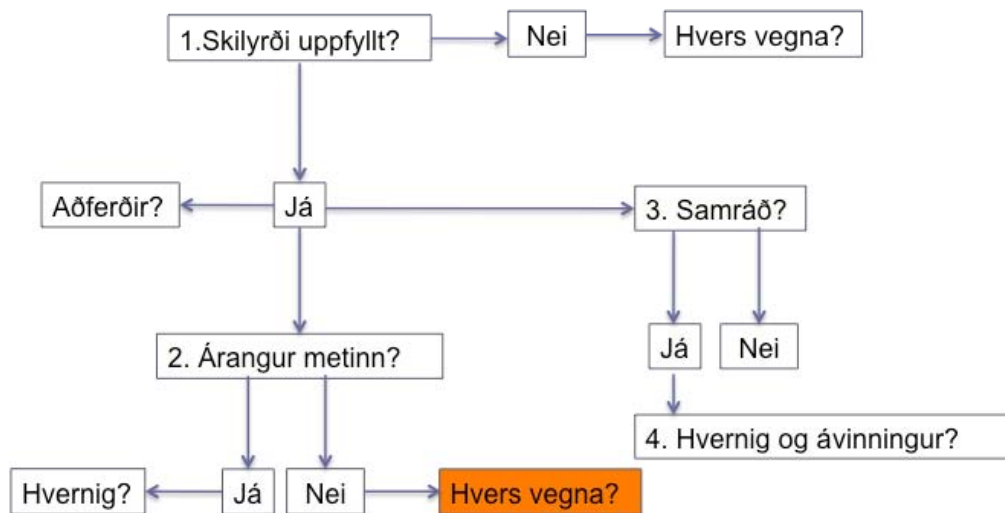 1.Skilyrði uppfyllt?
Nei
Hvers vegna?
Aðferðir?
Já
3. Samráð?
Já
Nei
2. Árangur metinn?
4. Hvernig og ávinningur?
Hvernig?
Já
Nei
Hvers vegna?